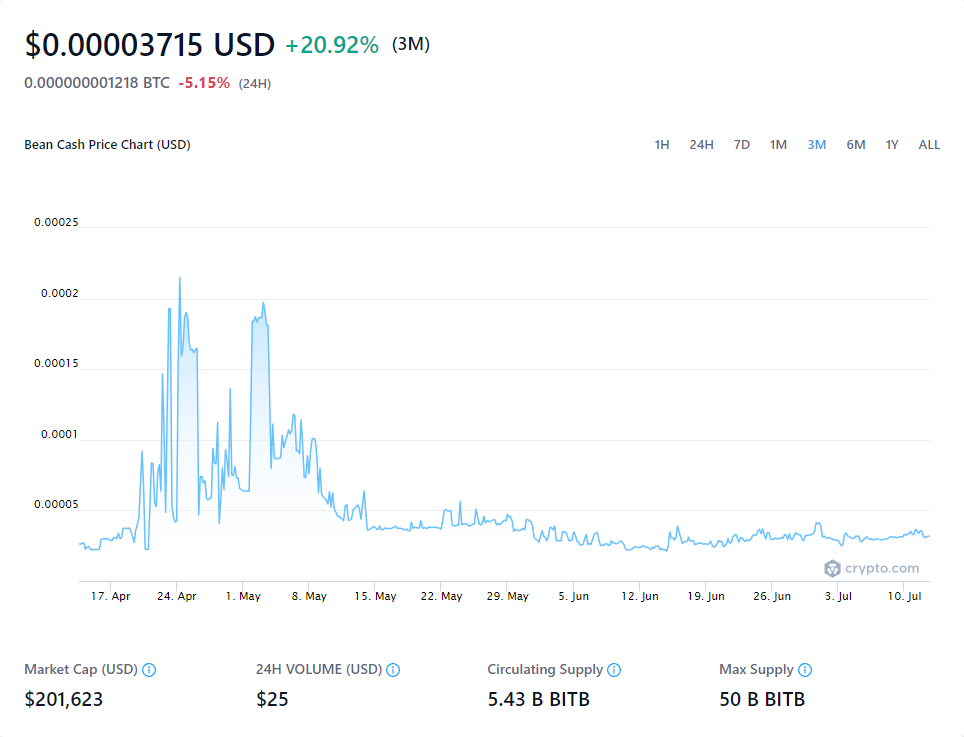 $0.00003715 USD +20.92% (3M)
0.000000001218 BTC -5.15% (24H)
Bean Cash Price Chart (USD) 1H 24H 7D 1M 3M 6M 1Y ALL
0.00025
0.0002
0.00015
0.0001
0.00005
crypto.com
17. Apr 24. Apr 1. May 8. May 15. May 22. May 29. May 5. Jun 12. Jun 19. Jun 26. Jun 3. Jul 10. Jul
Market Cap (USD) 24H VOLUME (USD) Circulating Supply Max Supply
$201,623 $25 5.43 B BITB 50 B BITB